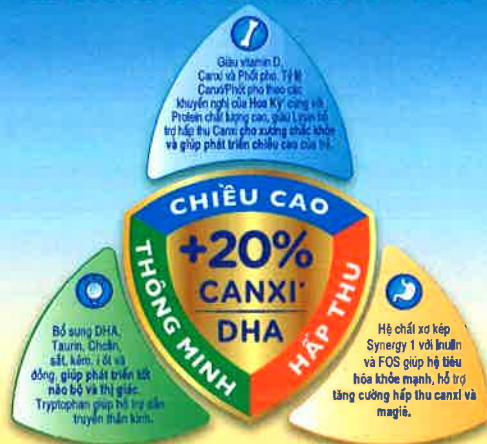 Giàu vitamin D,
Canxi và Phốt pho. Tỷ lệ
Canxi/Phốt pho theo các
khuyến nghị của Hoa Kỳ cùng với
Protein chất lượng cao, giàu Lysin hỗ
trợ hấp thu Canxi cho xương chắc khỏe
và giúp phát triển chiều cao của trẻ.
CHIỀU CAO
+20%
CANXI*
DHA
THÔNG MINH
HẤP THU
Bổ sung DHA,
Taurin, Cholin,
sắt, kẽm, i ốt và
đồng, giúp phát triển tốt
não bộ và thị giác.
Tryptophan giúp hỗ trợ dẫn
truyền thần kinh.
Hệ chất xơ kép
Synergy 1 với Inulin
và FOS giúp hệ tiêu
hóa khỏe mạnh, hỗ trợ
tăng cường hấp thu canxi và
magiê.